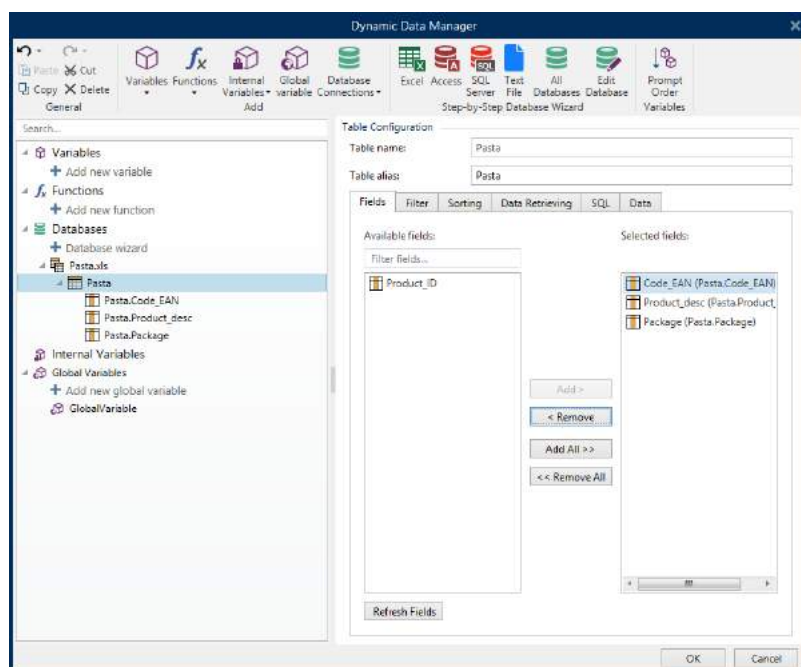 Dynamic Data Manager
Paste Cut
Copy Delete
General
Variables Functions Internal Variables Global variable Database Connections
Add
Excel Access SQL Server Text File All Databases Edit Database
Step-by-Step Database Wizard
Prompt Order
Variables
Search...
Variables
Add new variable
Functions
Add new function
Databases
Database wizard
Pasta.xls
Pasta
Pasta.Code_EAN
Pasta.Product_desc
Pasta.Package
Internal Variables
Global Variables
Add new global variable
GlobalVariable
Table Configuration
Table name: Pasta
Table alias: Pasta
Fields Filter Sorting Data Retrieving SQL Data
Available fields:
Filter fields...
Product_ID
Add >
< Remove
Add All >>
<< Remove All
Selected fields:
Code_EAN (Pasta.Code_EAN)
Product_desc (Pasta.Product_
Package (Pasta.Package)
Refresh Fields
OK Cancel